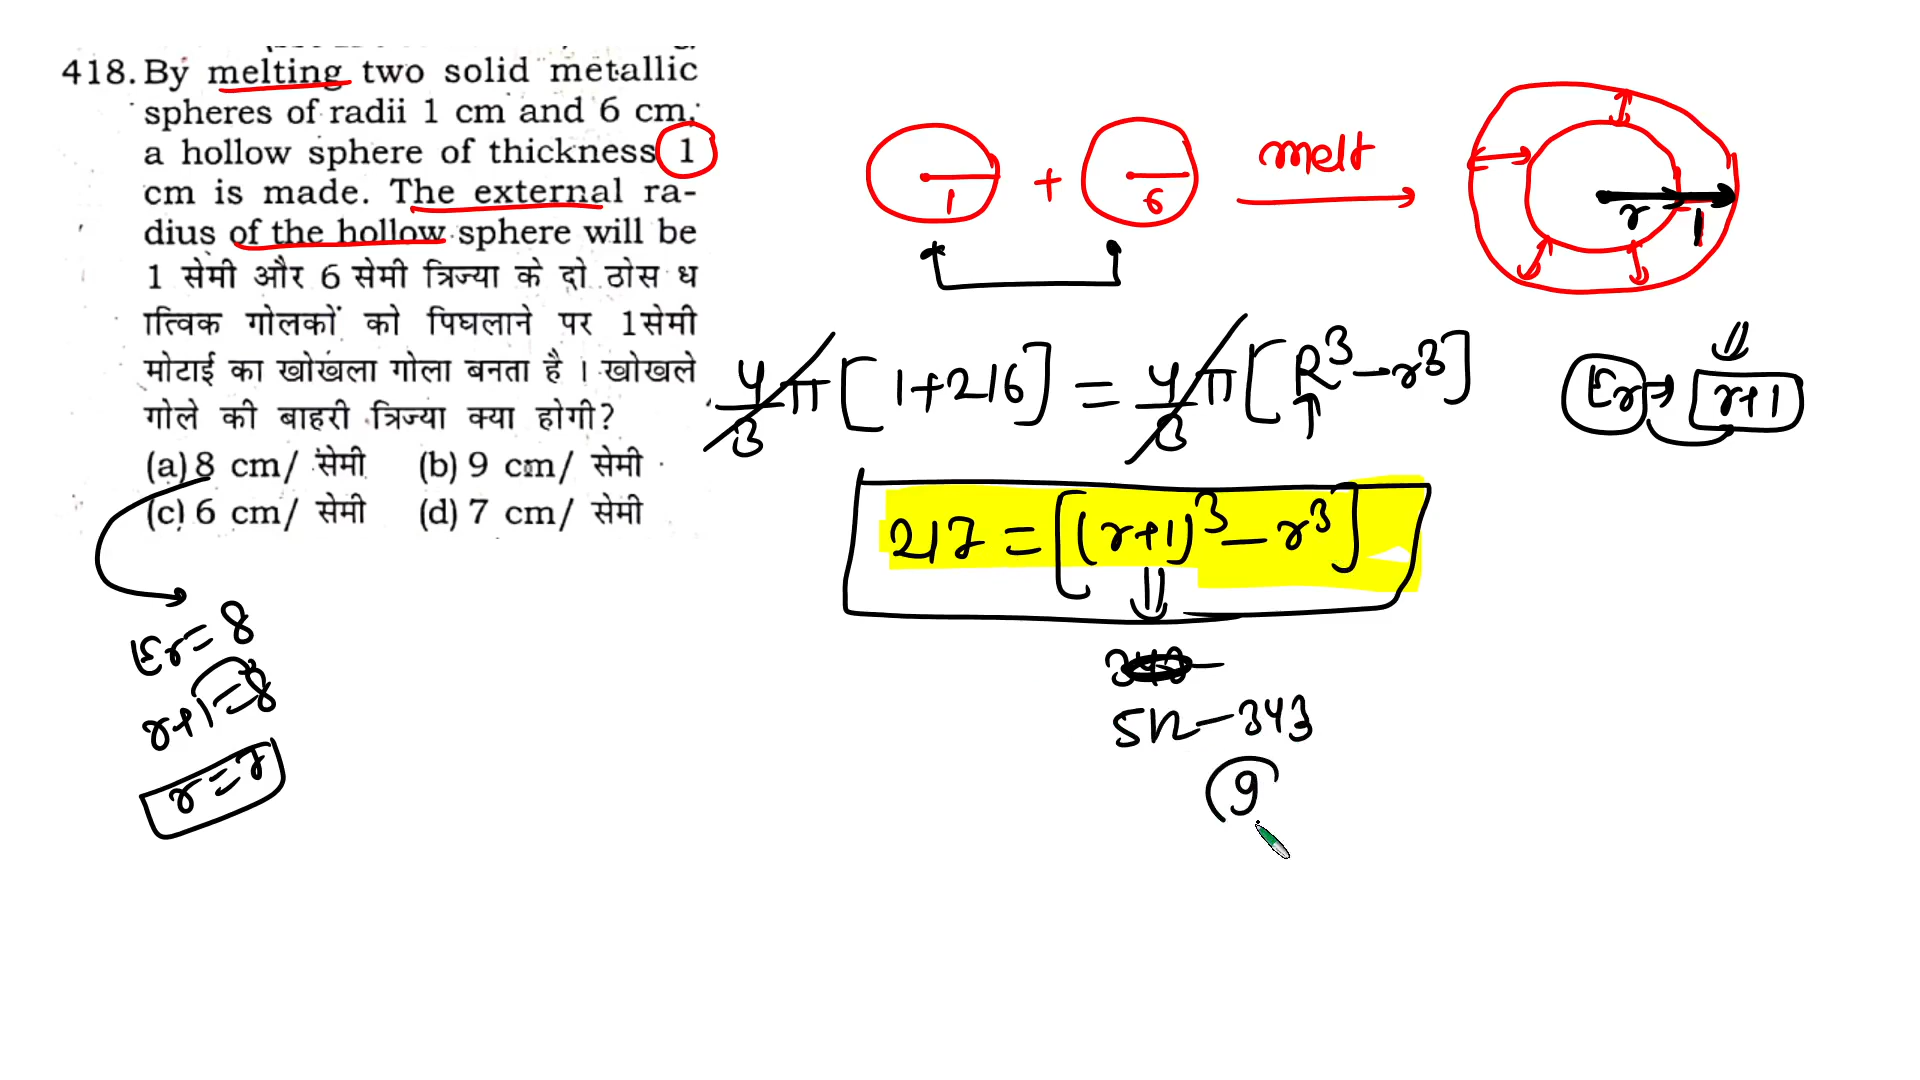 418. By melting two solid metallic
spheres of radii 1 cm and 6 cm,
a hollow sphere of thickness 1
cm is made. The external ra-
dius of the hollow sphere will be
1 सेमी और 6 सेमी त्रिज्या के दो ठोस ध
ात्विक गोलकों को पिघलाने पर 1सेमी
मोटाई का खोखला गोला बनता है । खोखले
गोले की बाहरी त्रिज्या क्या होगी?
(a) 8 cm/ सेमी (b) 9 cm/ सेमी
(c) 6 cm/ सेमी (d) 7 cm/ सेमी
Er = 8
r+1 = 8
r = 7
1 + 6 melt r 1
4/3 π [1+216] = 4/3 π [R³ – r³]
Er → r+1
217 = [(r+1)³ – r³]
512 – 343
9